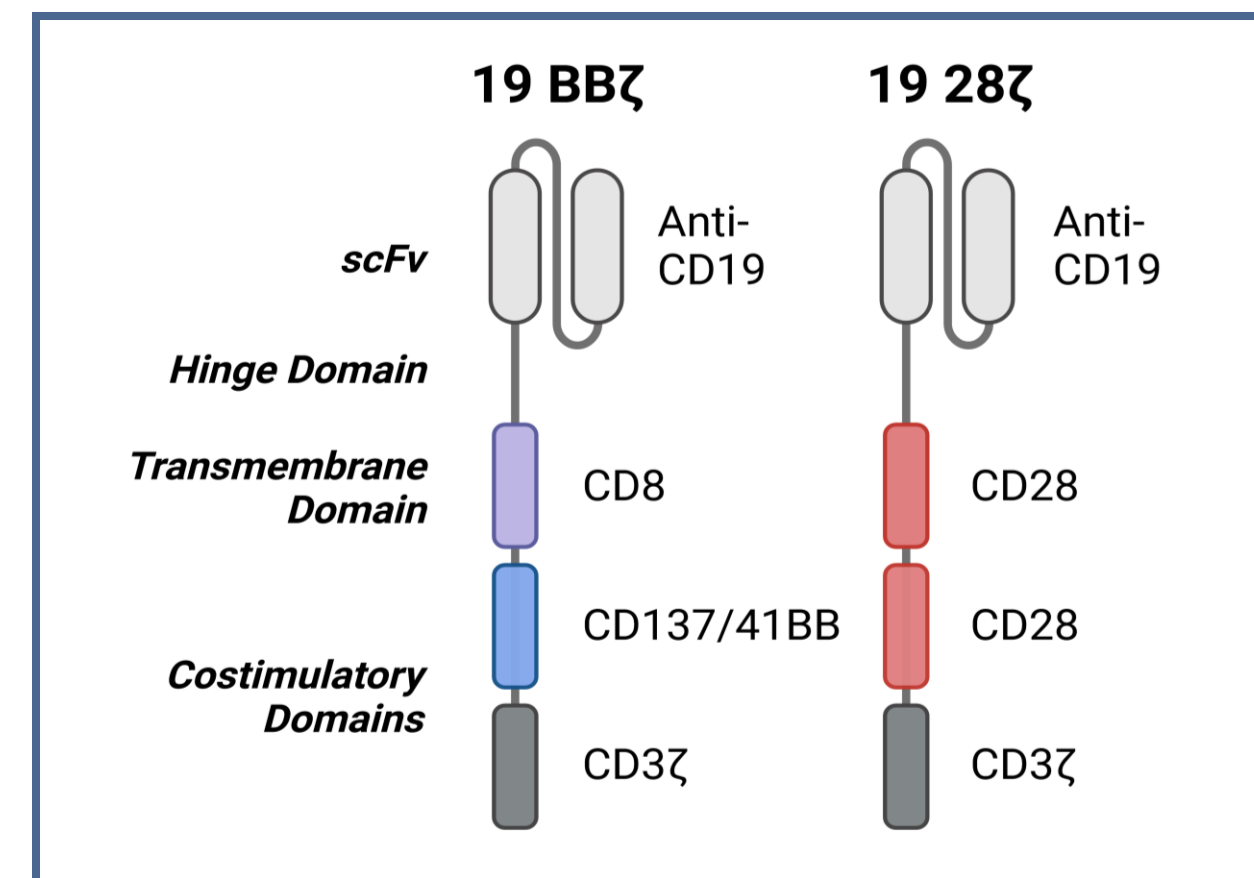 19 BBζ 19 28ζ
scFv Anti- Anti-
CD19 CD19
Hinge Domain
Transmembrane
Domain
CD8 CD28
CD137/41BB CD28
Costimulatory
Domains
CD3ζ CD3ζ